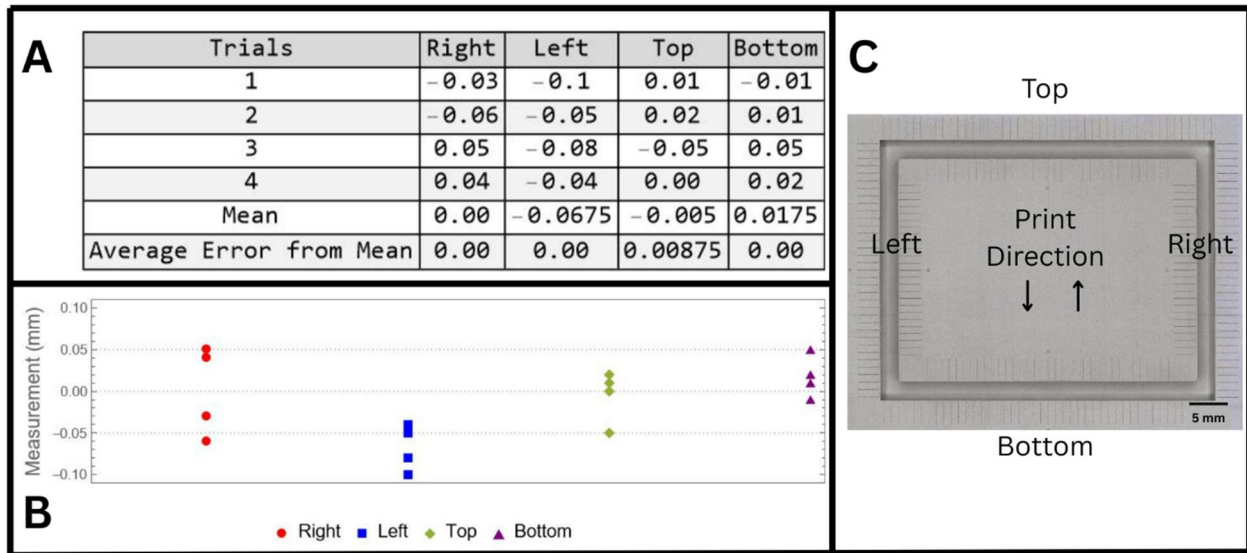 A
Trials Right Left Top Bottom
1 −0.03 −0.1 0.01 −0.01
2 −0.06 −0.05 0.02 0.01
3 0.05 −0.08 −0.05 0.05
4 0.04 −0.04 0.00 0.02
Mean 0.00 −0.0675 −0.005 0.0175
Average Error from Mean 0.00 0.00 0.00875 0.00
B
Measurement (mm)
0.10
0.05
0.00
−0.05
−0.10
Right Left Top Bottom
C
Top
Left
Print
Direction
↓ ↑
Right
5 mm
Bottom